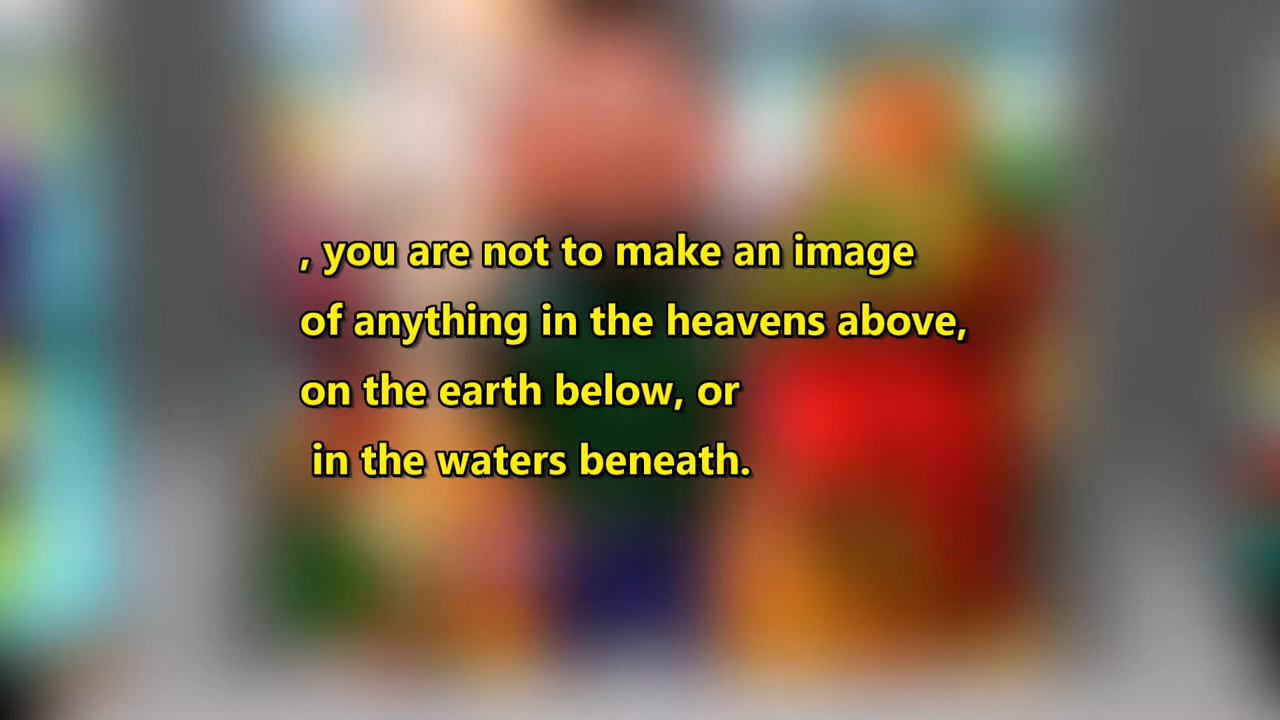 , you are not to make an image
of anything in the heavens above,
on the earth below, or
in the waters beneath.